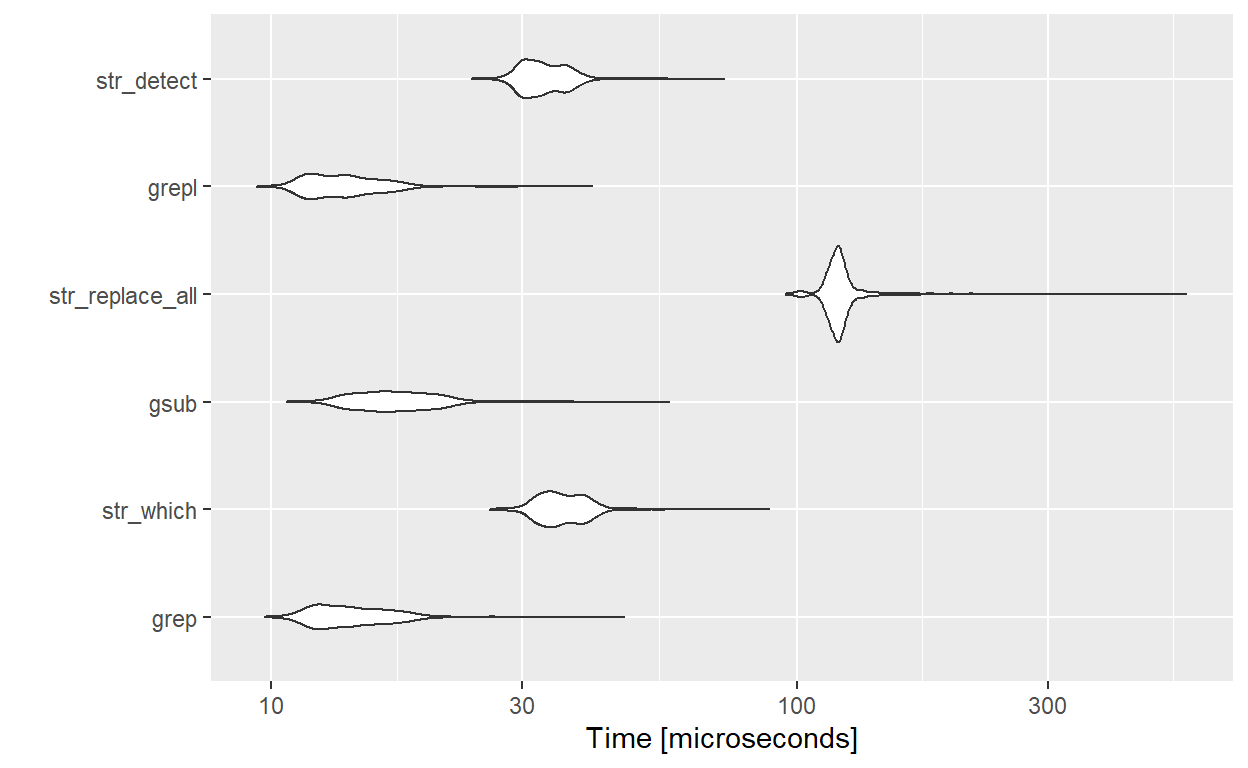 str_detect
grepl
str_replace_all
gsub
str_which
grep
10 30 100 300
Time [microseconds]